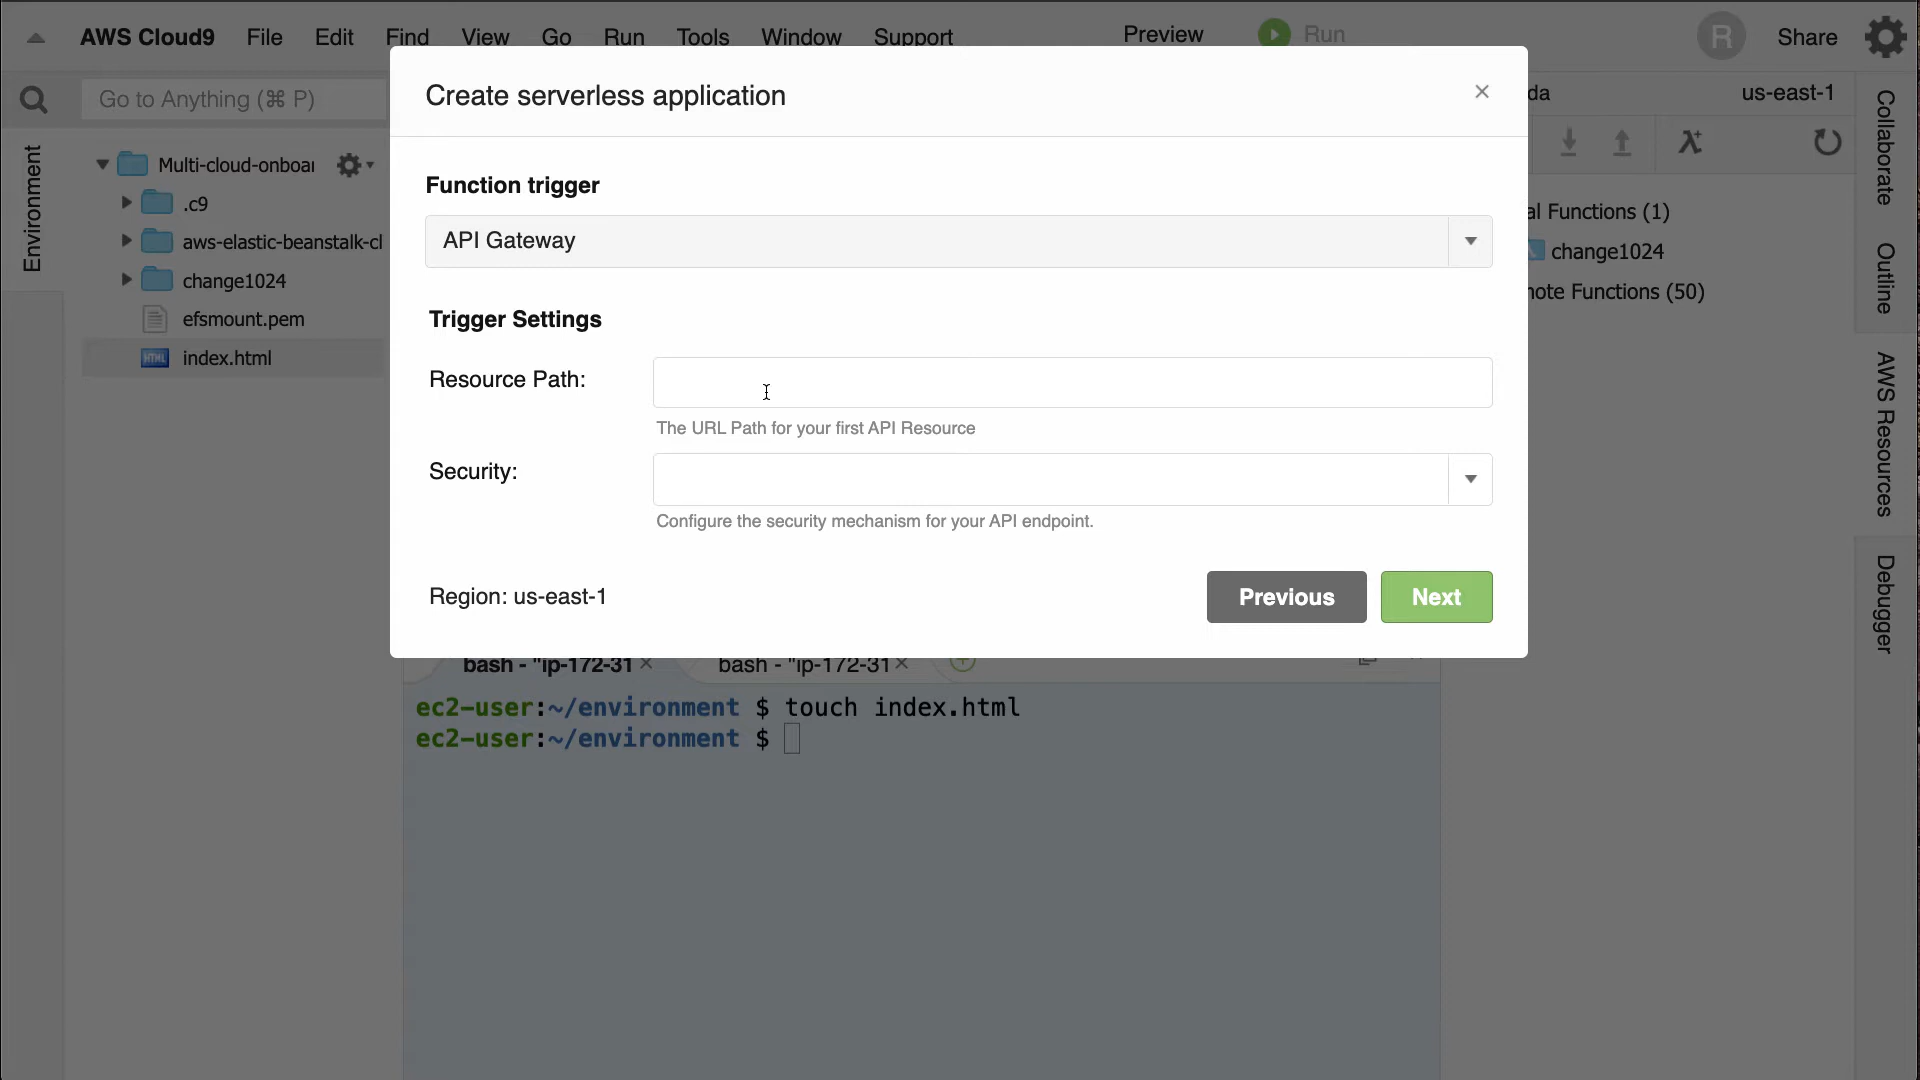 AWS Cloud9 File Edit Find View Go Run Tools Window Support Preview Run R Share
Go to Anything (⌘ P)
Create serverless application ×
da us-east-1
Collaborate
Outline
AWS Resources
Debugger
Environment
Multi-cloud-onboar
.c9
aws-elastic-beanstalk-cl
change1024
efsmount.pem
HTML index.html
Function trigger
API Gateway
Trigger Settings
Resource Path:
The URL Path for your first API Resource
Security:
Configure the security mechanism for your API endpoint.
Region: us-east-1 Previous Next
al Functions (1)
change1024
note Functions (50)
bash - "ip-172-31 × bash - "ip-172-31 ×
ec2-user:~/environment $ touch index.html
ec2-user:~/environment $